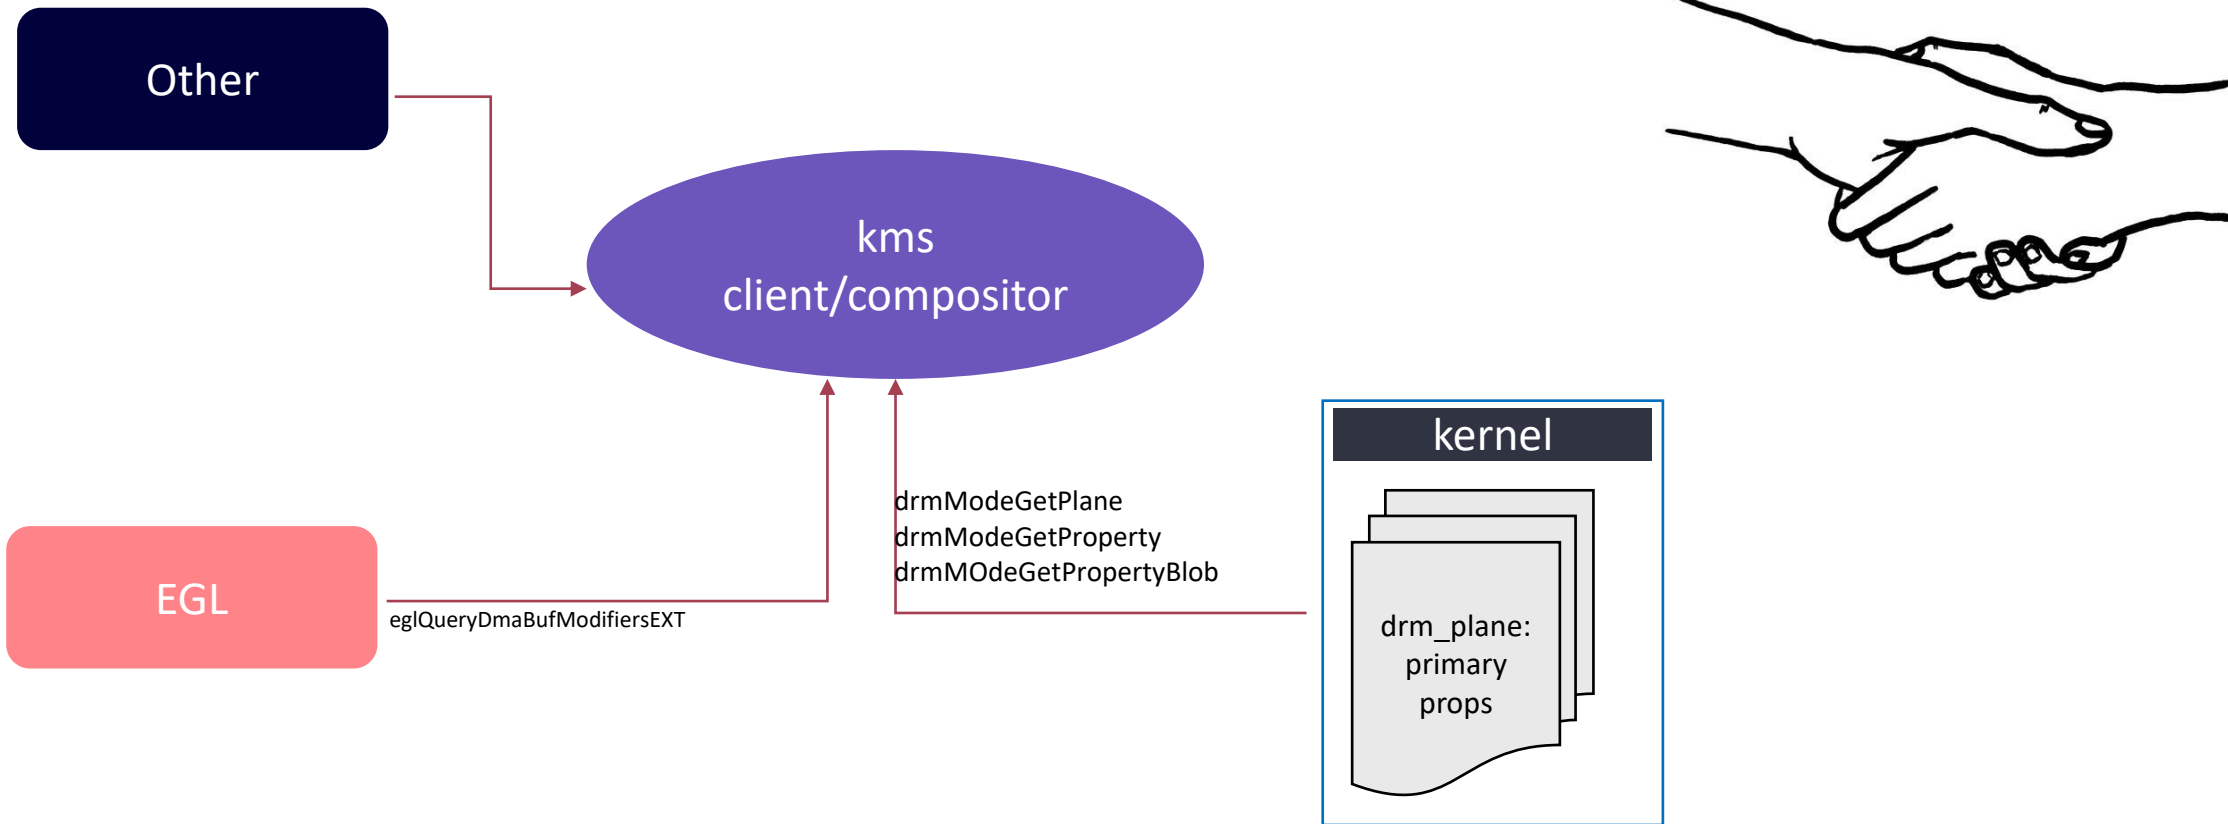 Other
kms
client/compositor
kernel
drmModeGetPlane
drmModeGetProperty
drmMOdeGetPropertyBlob
EGL
eglQueryDmaBufModifiersEXT
drm_plane:
primary
props